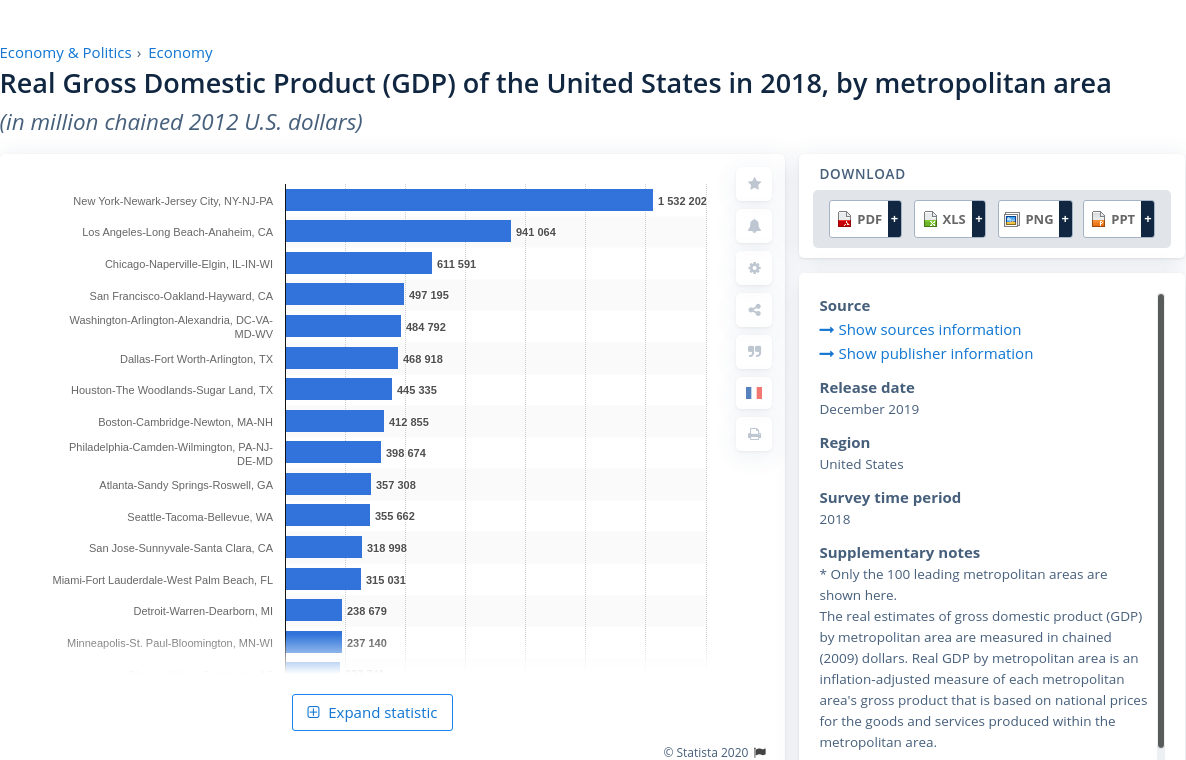 Economy & Politics › Economy
Real Gross Domestic Product (GDP) of the United States in 2018, by metropolitan area
(in million chained 2012 U.S. dollars)
New York-Newark-Jersey City, NY-NJ-PA 1 532 202
Los Angeles-Long Beach-Anaheim, CA 941 064
Chicago-Naperville-Elgin, IL-IN-WI 611 591
San Francisco-Oakland-Hayward, CA 497 195
Washington-Arlington-Alexandria, DC-VA-
MD-WV 484 792
Dallas-Fort Worth-Arlington, TX 468 918
Houston-The Woodlands-Sugar Land, TX 445 335
Boston-Cambridge-Newton, MA-NH 412 855
Philadelphia-Camden-Wilmington, PA-NJ-
DE-MD 398 674
Atlanta-Sandy Springs-Roswell, GA 357 308
Seattle-Tacoma-Bellevue, WA 355 662
San Jose-Sunnyvale-Santa Clara, CA 318 998
Miami-Fort Lauderdale-West Palm Beach, FL 315 031
Detroit-Warren-Dearborn, MI 238 679
Minneapolis-St. Paul-Bloomington, MN-WI 237 140
Expand statistic
© Statista 2020
DOWNLOAD
PDF + XLS + PNG + PPT +
Source
Show sources information
Show publisher information
Release date
December 2019
Region
United States
Survey time period
2018
Supplementary notes
* Only the 100 leading metropolitan areas are
shown here.
The real estimates of gross domestic product (GDP)
by metropolitan area are measured in chained
(2009) dollars. Real GDP by metropolitan area is an
inflation-adjusted measure of each metropolitan
area's gross product that is based on national prices
for the goods and services produced within the
metropolitan area.